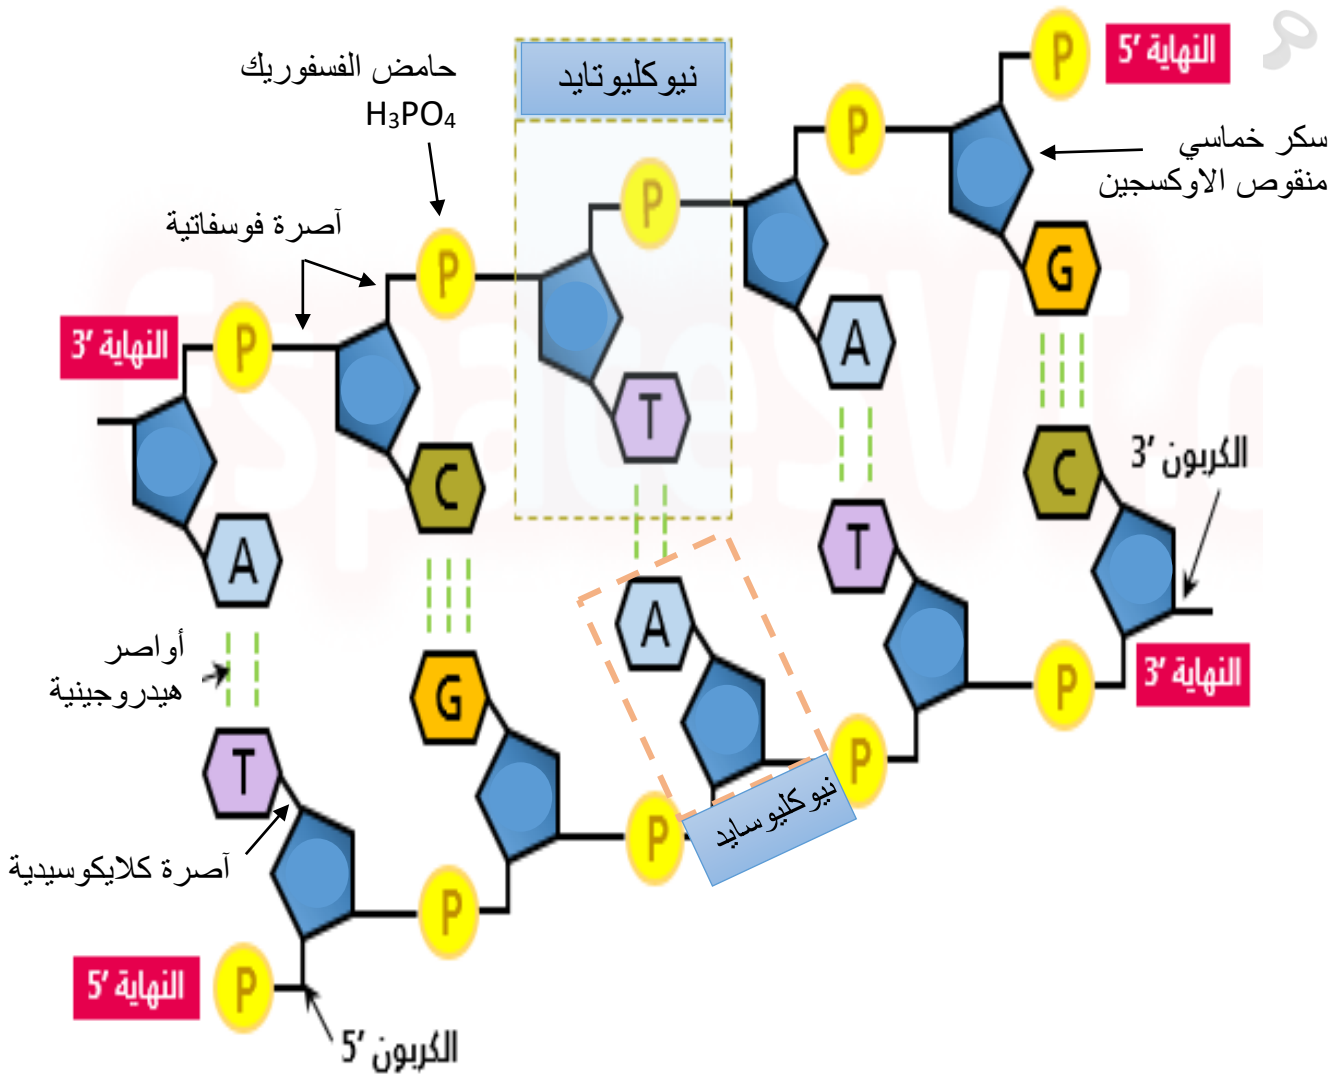 النهاية 5′
P
حامض الفسفوريك
H₃PO₄
نيوكليوتايد
سكر خماسي
منقوص الاوكسجين
P
P
آصرة فوسفاتية
P
G
P
النهاية 3′
A
T
C
A
الكربون 3′
C
T
A
أواصر
هيدروجينية
G
P
النهاية 3′
T
P
نيوكليوسايد
P
آصرة كلايكوسيدية
P
النهاية 5′
P
الكربون 5′